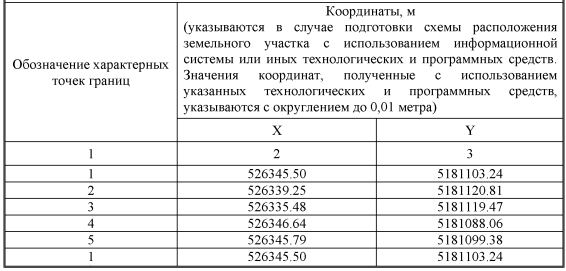 Обозначение характерных
точек границ
Координаты, м
(указываются в случае подготовки схемы расположения
земельного участка с использованием информационной
системы или иных технологических и программных средств.
Значения координат, полученные с использованием
указанных технологических и программных средств,
указываются с округлением до 0,01 метра)
X Y
1 2 3
1 526345.50 5181103.24
2 526339.25 5181120.81
3 526335.48 5181119.47
4 526346.64 5181088.06
5 526345.79 5181099.38
1 526345.50 5181103.24